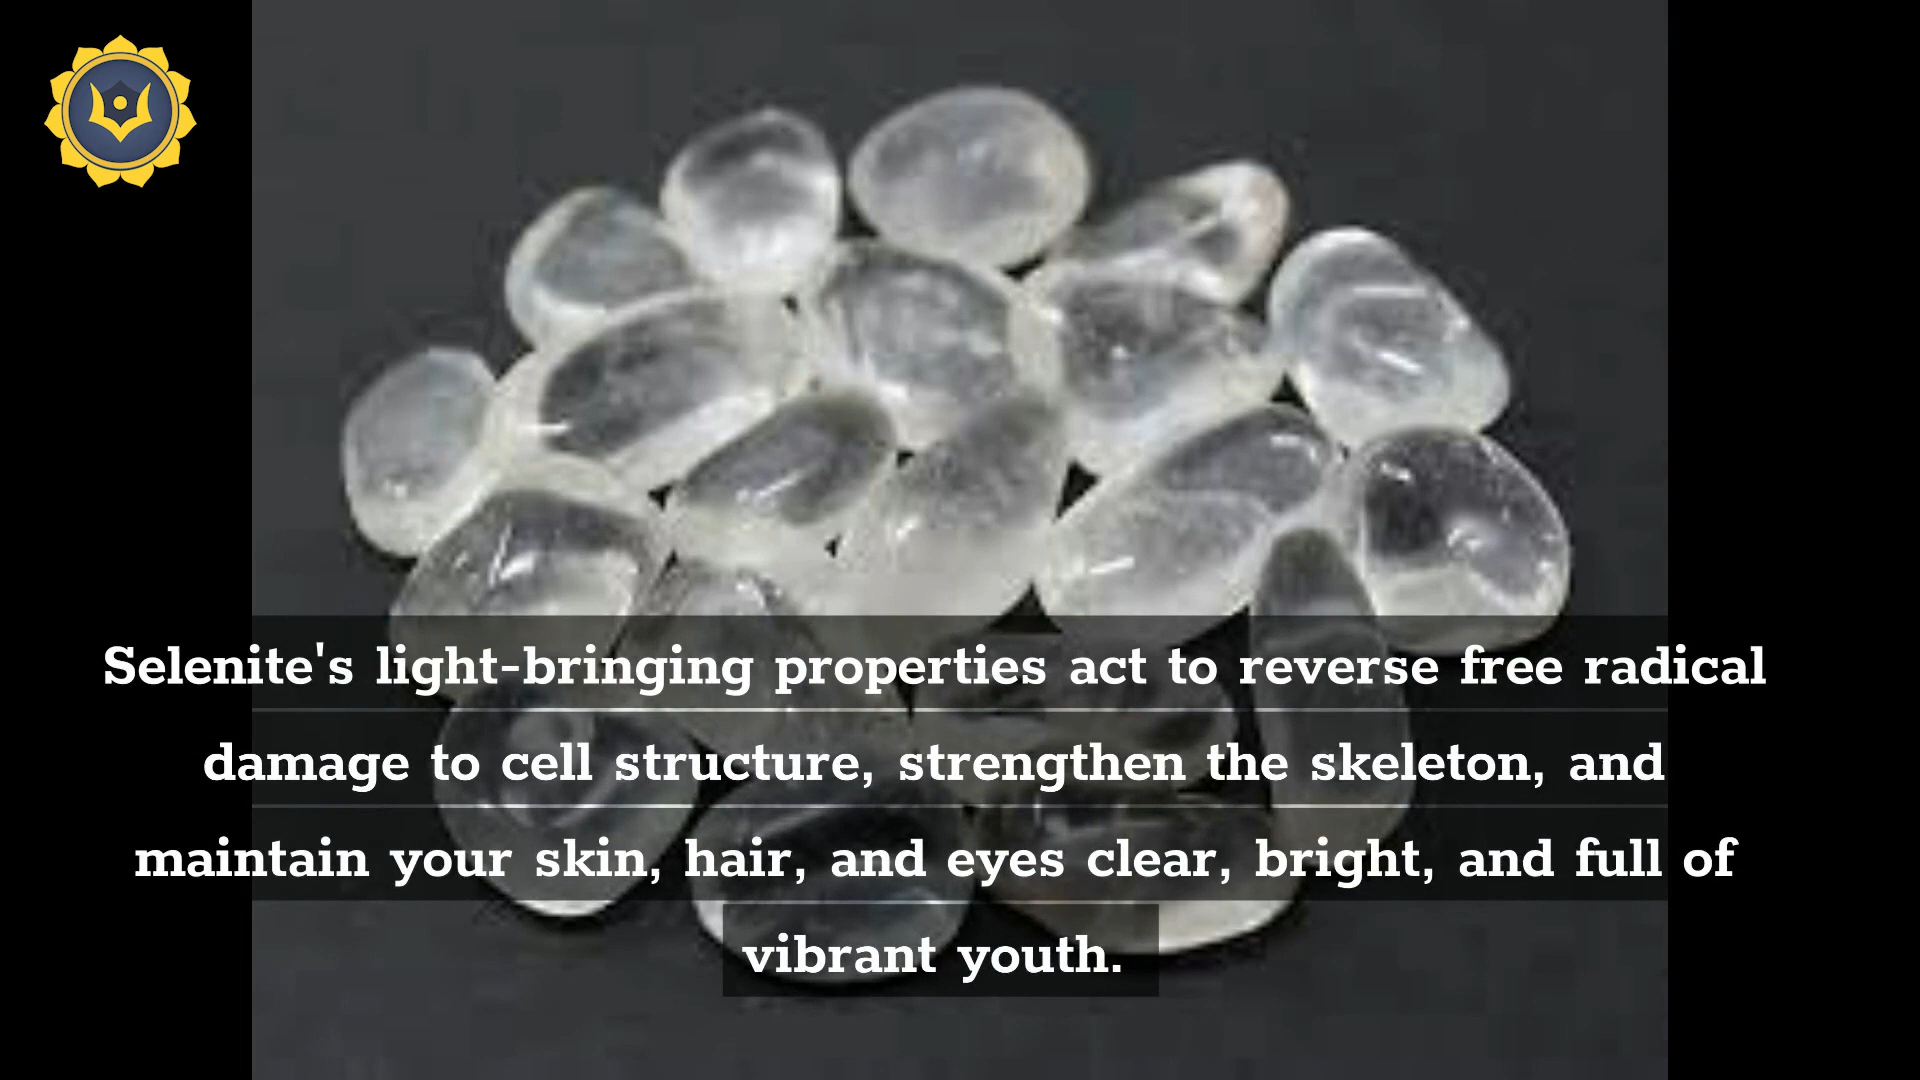 Selenite's light-bringing properties act to reverse free radical
damage to cell structure, strengthen the skeleton, and
maintain your skin, hair, and eyes clear, bright, and full of
vibrant youth.